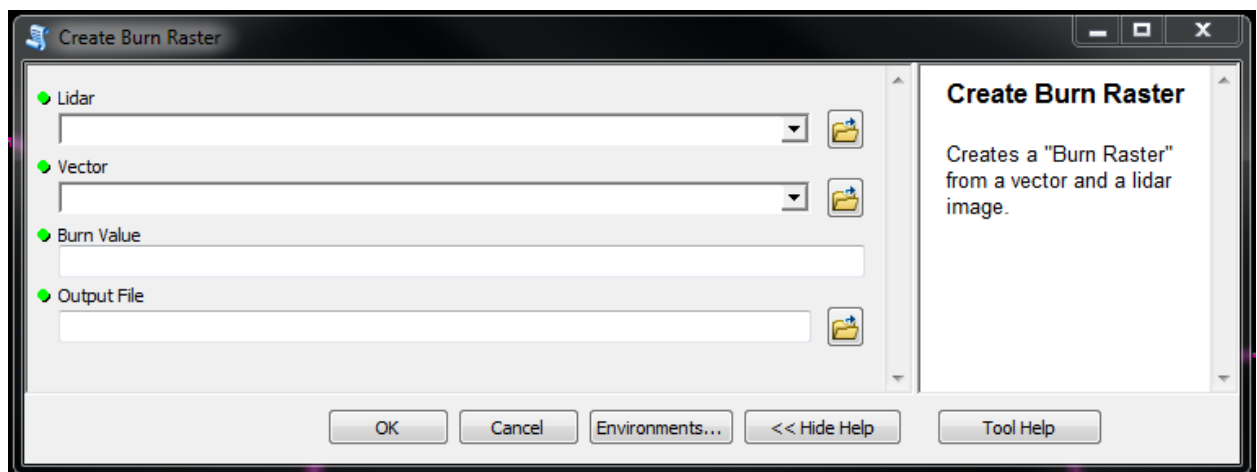 Create Burn Raster
Lidar
Vector
Burn Value
Output File
Create Burn Raster
Creates a "Burn Raster"
from a vector and a lidar
image.
OK
Cancel
Environments...
<< Hide Help
Tool Help